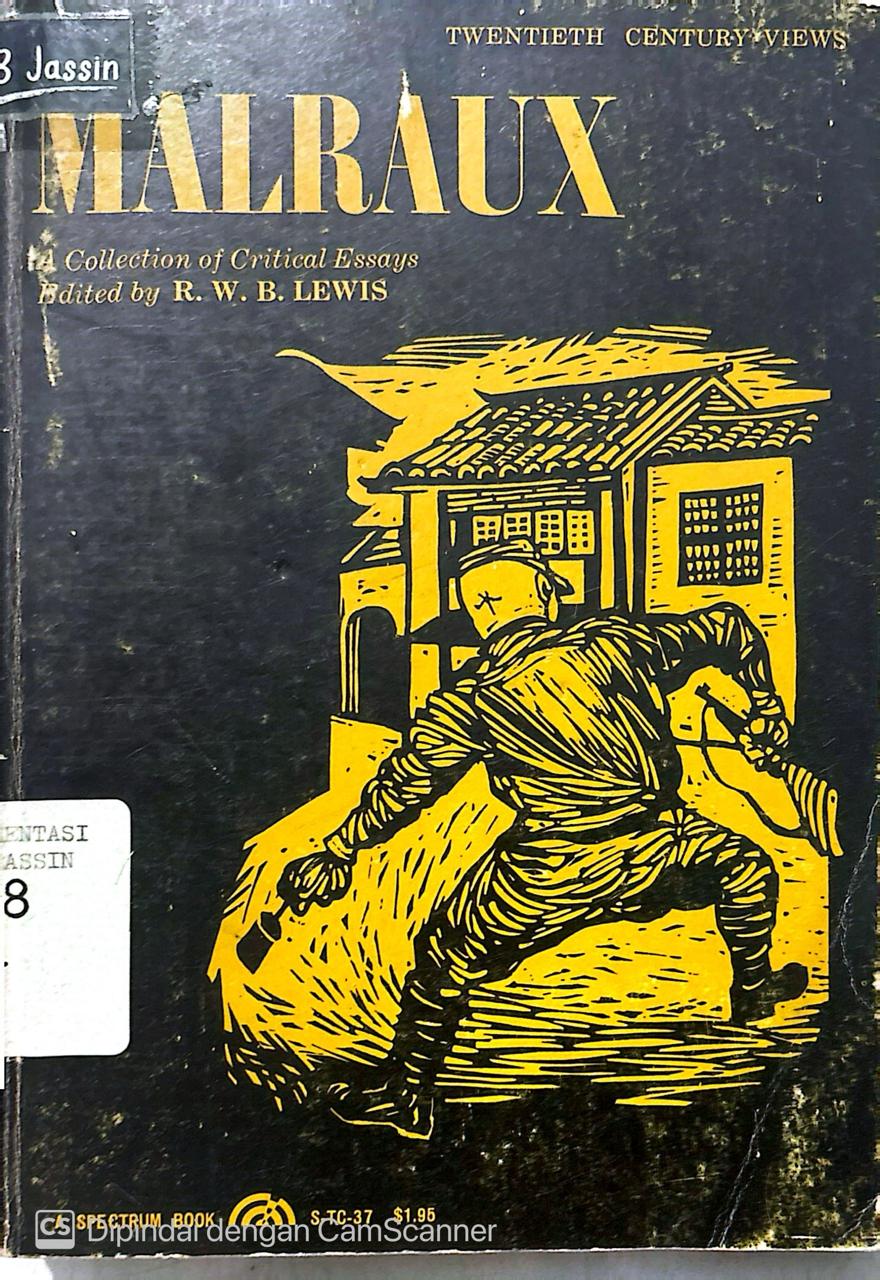 TWENTIETH CENTURY VIEWS
Jassin
MALRAUX
A Collection of Critical Essays
Edited by R. W. B. LEWIS
ENTASI
ASSIN
8
A SPECTRUM BOOK S-TC-37 $1.95
CS Dipindai dengan CamScanner